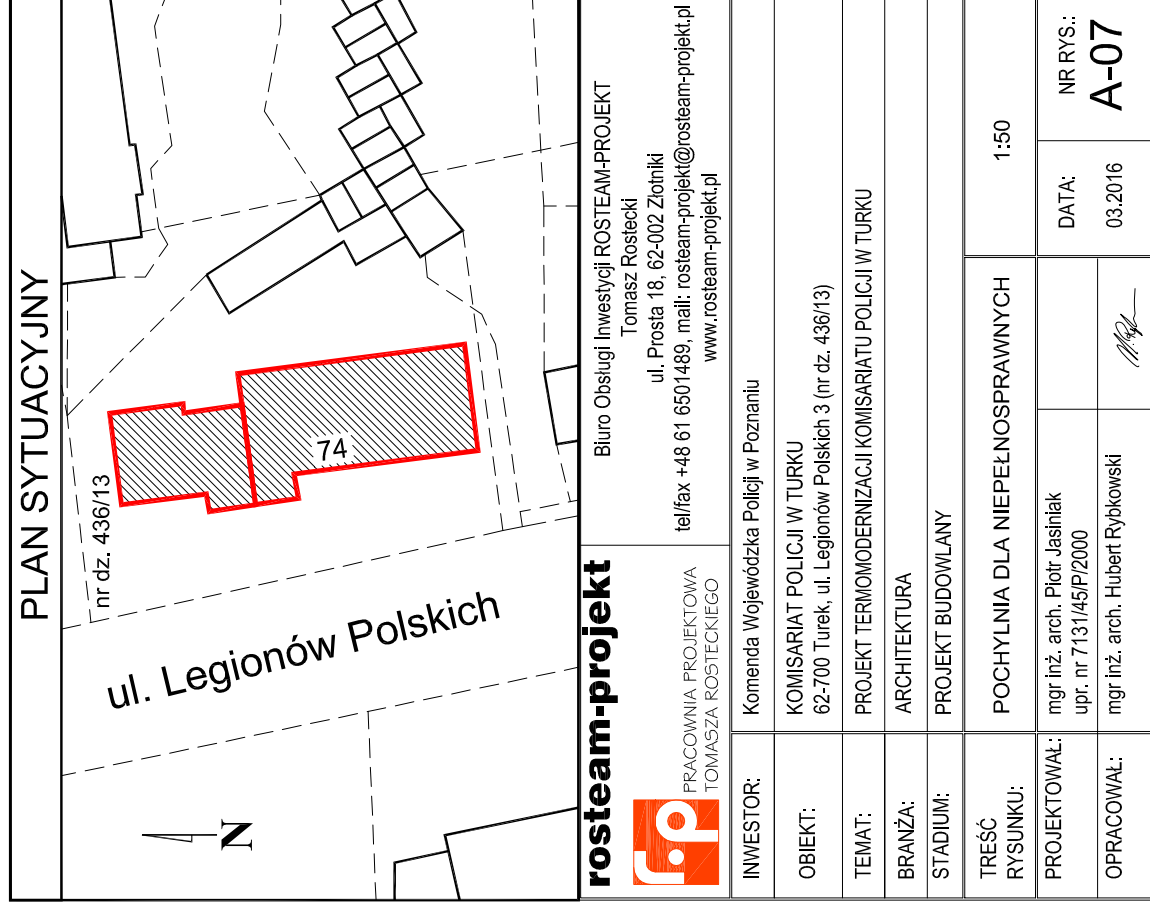 PLAN SYTUACYJNY
nr dz. 436/13
74
ul. Legionów Polskich
N
rosteam-projekt
r-p
PRACOWNIA PROJEKTOWA
TOMASZA ROSTECKIEGO
Biuro Obsługi Inwestycji ROSTEAM-PROJEKT
Tomasz Rostecki
ul. Prosta 18, 62-002 Złotniki
tel/fax +48 61 6501489, mail: rosteam-projekt@rosteam-projekt.pl
www.rosteam-projekt.pl
INWESTOR: Komenda Wojewódzka Policji w Poznaniu
OBIEKT: KOMISARIAT POLICJI W TURKU
62-700 Turek, ul. Legionów Polskich 3 (nr dz. 436/13)
TEMAT: PROJEKT TERMOMODERNIZACJI KOMISARIATU POLICJI W TURKU
BRANŻA: ARCHITEKTURA
STADIUM: PROJEKT BUDOWLANY
TREŚĆ
RYSUNKU: POCHYLNIA DLA NIEPEŁNOSPRAWNYCH 1:50
PROJEKTOWAŁ: mgr inż. arch. Piotr Jasiniak
upr. nr 7131/45/P/2000
OPRACOWAŁ: mgr inż. arch. Hubert Rybkowski
DATA:
03.2016
NR RYS.:
A-07